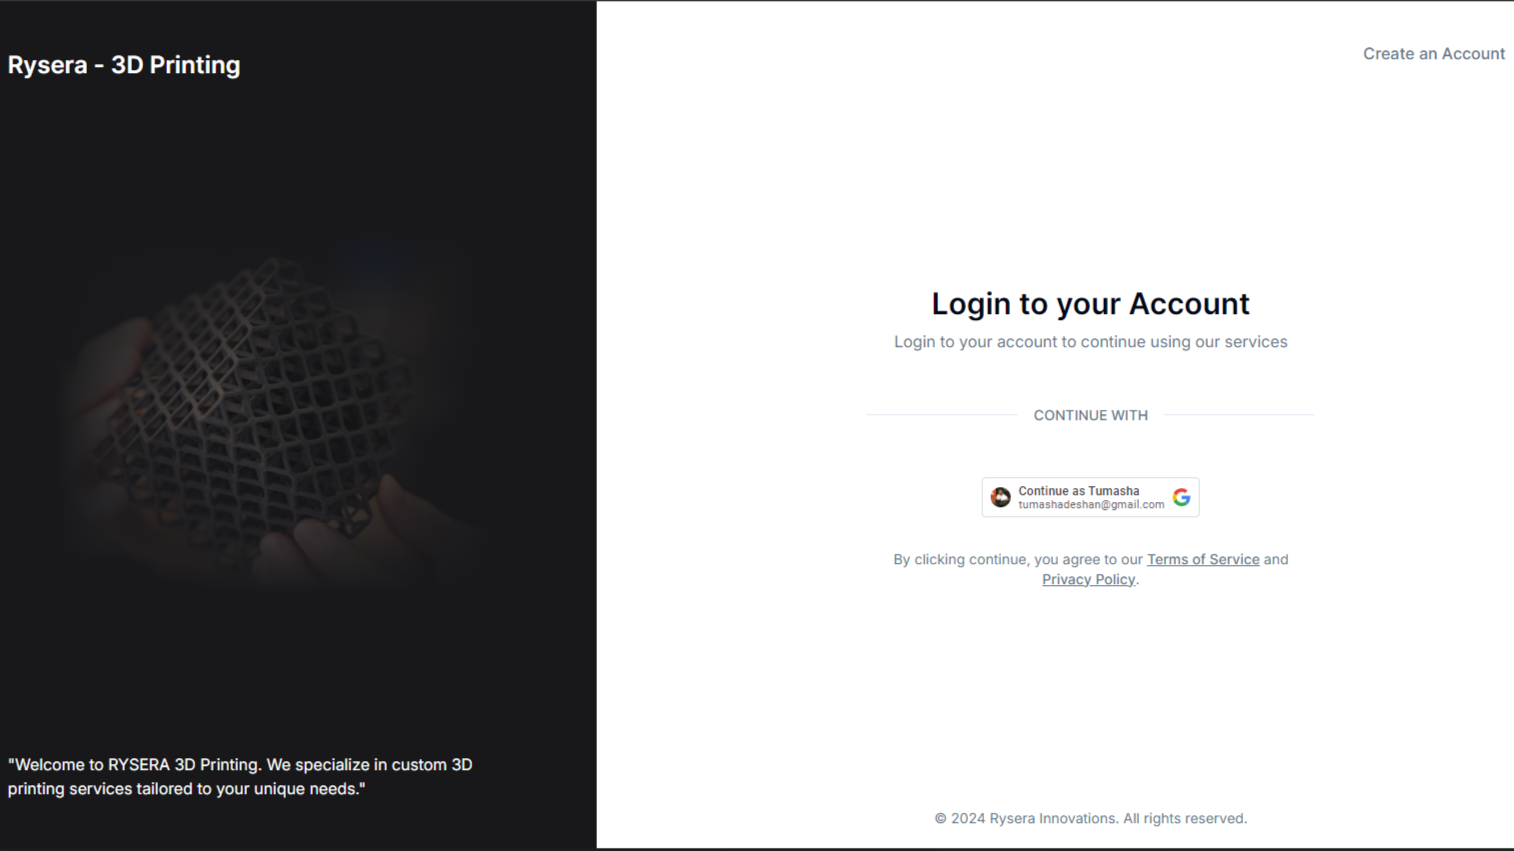 Rysera - 3D Printing
Create an Account
Login to your Account
Login to your account to continue using our services
CONTINUE WITH
Continue as Tumasha
tumashadeshan@gmail.com
By clicking continue, you agree to our Terms of Service and
Privacy Policy.
"Welcome to RYSERA 3D Printing. We specialize in custom 3D
printing services tailored to your unique needs."
© 2024 Rysera Innovations. All rights reserved.